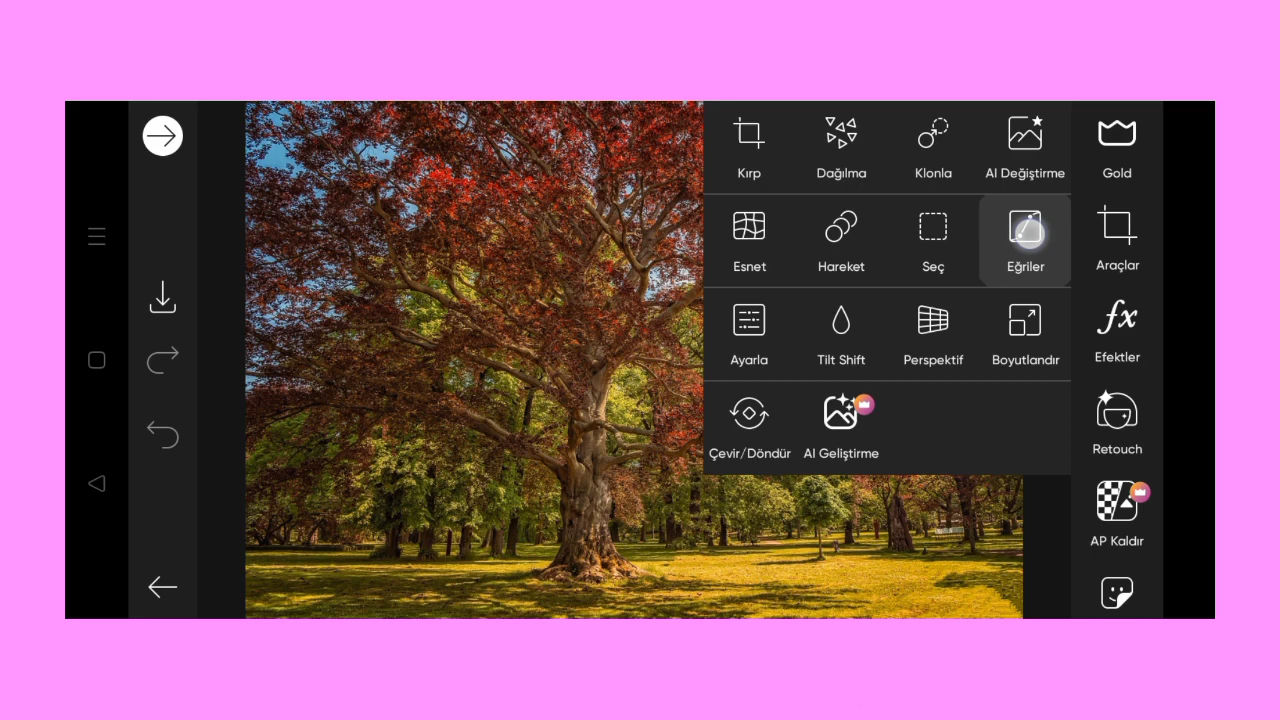 Kırp
Dağılma
Klonla
AI Değiştirme
Gold
Esnet
Hareket
Seç
Eğriler
Araçlar
fx
Ayarla
Tilt Shift
Perspektif
Boyutlandır
Efektler
Çevir/Döndür
AI Geliştirme
Retouch
AP Kaldır